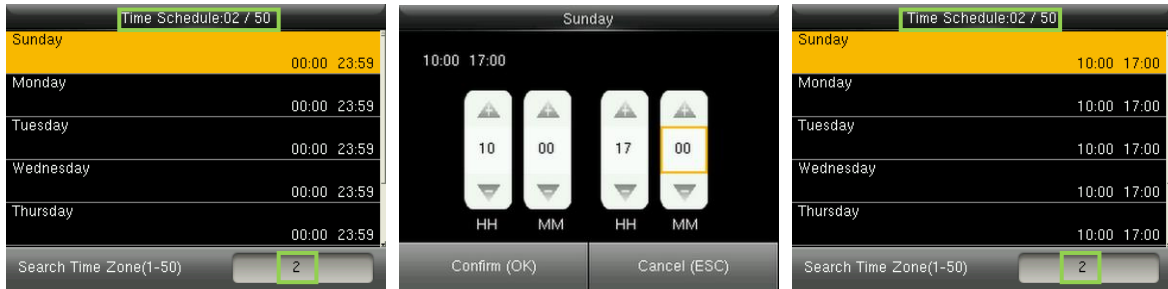 Time Schedule:02 / 50
Sunday
00:00 23:59
Monday
00:00 23:59
Tuesday
00:00 23:59
Wednesday
00:00 23:59
Thursday
00:00 23:59
Search Time Zone(1-50) 2
Sunday
10:00 17:00
10 00 17 00
HH MM HH MM
Confirm (OK) Cancel (ESC)
Time Schedule:02 / 50
Sunday
10:00 17:00
Monday
10:00 17:00
Tuesday
10:00 17:00
Wednesday
10:00 17:00
Thursday
10:00 17:00
Search Time Zone(1-50) 2